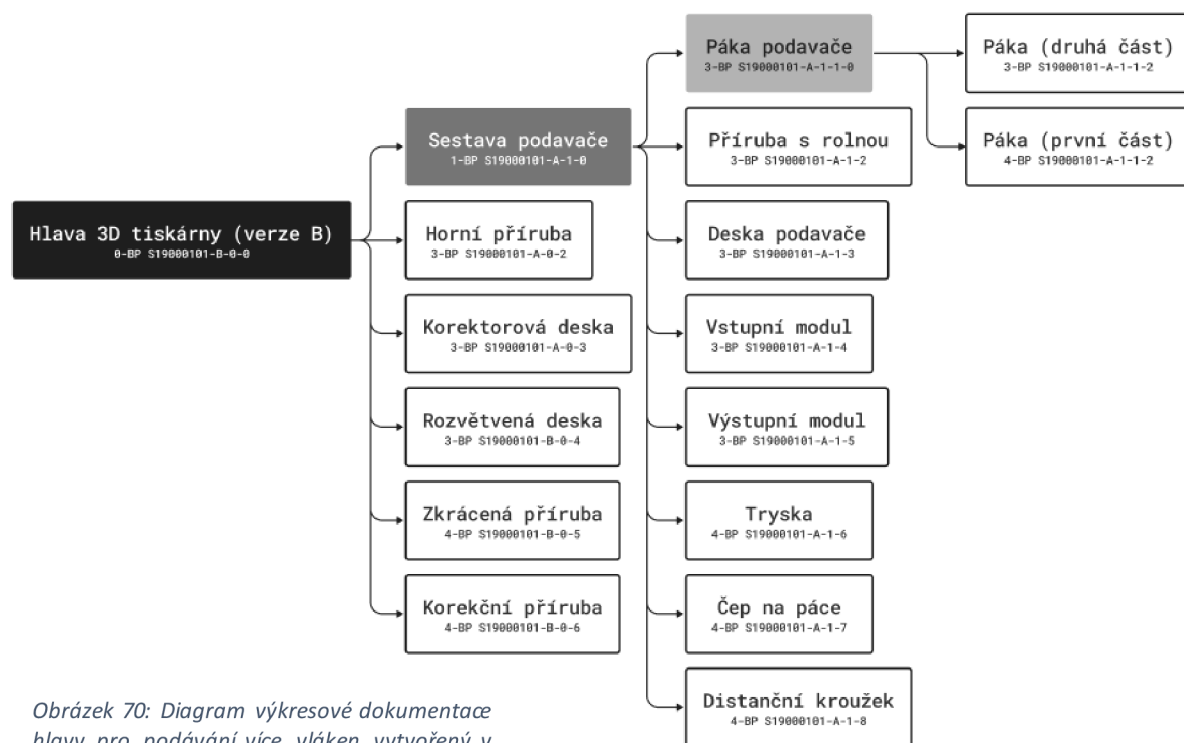 Hlava 3D tiskárny (verze B)
0-BP S19000101-B-0-0
Sestava podavače
1-BP S19000101-A-1-0
Horní příruba
3-BP S19000101-A-0-2
Korektorová deska
3-BP S19000101-A-0-3
Rozvětvená deska
3-BP S19000101-B-0-4
Zkrácená příruba
4-BP S19000101-B-0-5
Korekční příruba
4-BP S19000101-B-0-6
Páka podavače
3-BP S19000101-A-1-1-0
Příruba s rolnou
3-BP S19000101-A-1-2
Deska podavače
3-BP S19000101-A-1-3
Vstupní modul
3-BP S19000101-A-1-4
Výstupní modul
3-BP S19000101-A-1-5
Tryska
4-BP S19000101-A-1-6
Čep na páce
4-BP S19000101-A-1-7
Distanční kroužek
4-BP S19000101-A-1-8
Páka (druhá část)
3-BP S19000101-A-1-1-2
Páka (první část)
4-BP S19000101-A-1-1-2
Obrázek 70: Diagram výkresové dokumentace
hlavy pro podávání více vláken vytvořený v